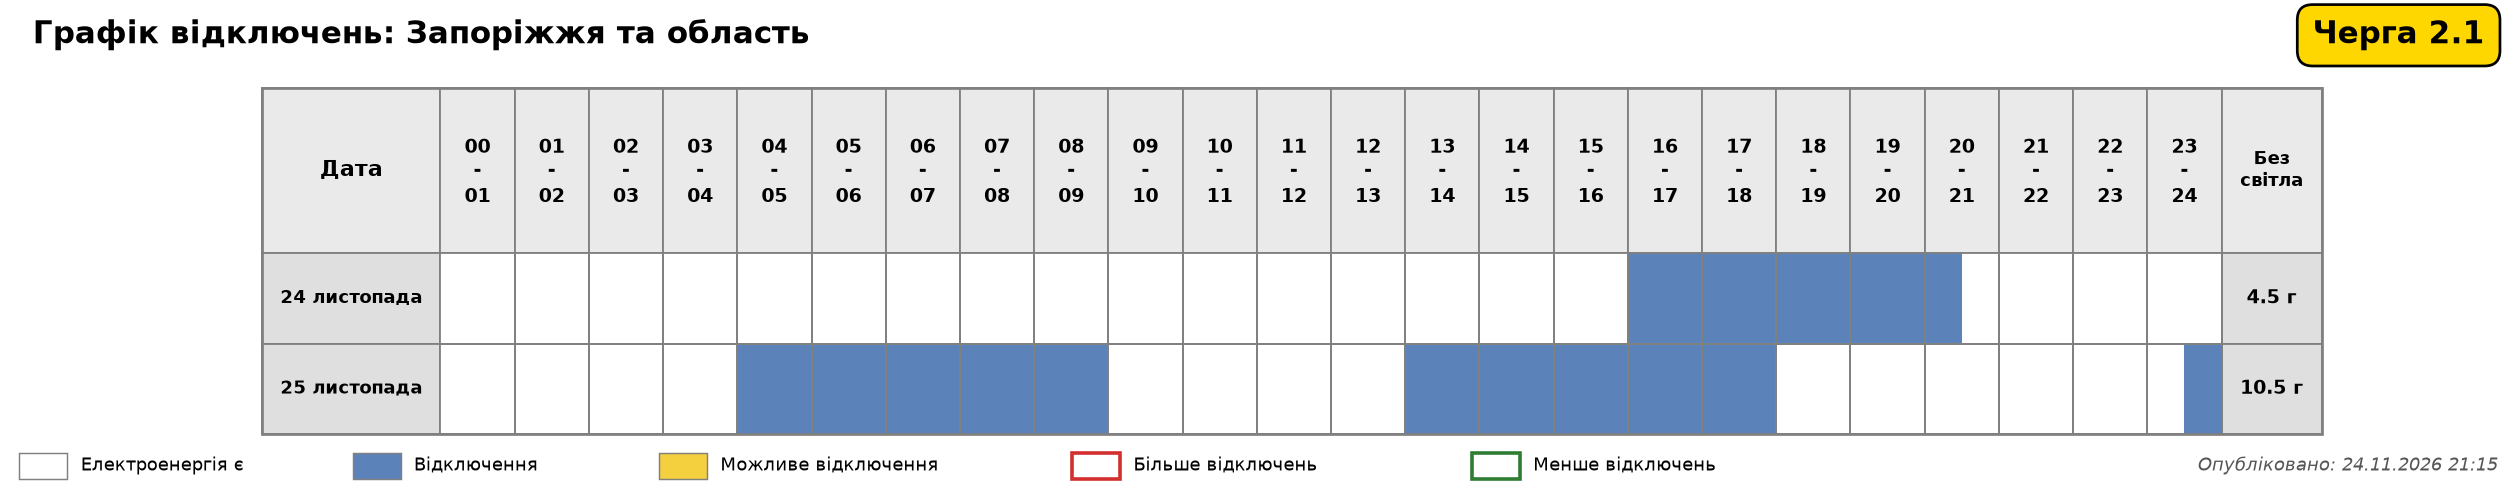 Графік відключень: Запоріжжя та область
Черга 2.1
Дата 00 - 01 01 - 02 02 - 03 03 - 04 04 - 05 05 - 06 06 - 07 07 - 08 08 - 09 09 - 10 10 - 11 11 - 12 12 - 13 13 - 14 14 - 15 15 - 16 16 - 17 17 - 18 18 - 19 19 - 20 20 - 21 21 - 22 22 - 23 23 - 24 Без світла
24 листопада 4.5 г
25 листопада 10.5 г
Електроенергія є Відключення Можливе відключення Більше відключень Менше відключень Опубліковано: 24.11.2026 21:15